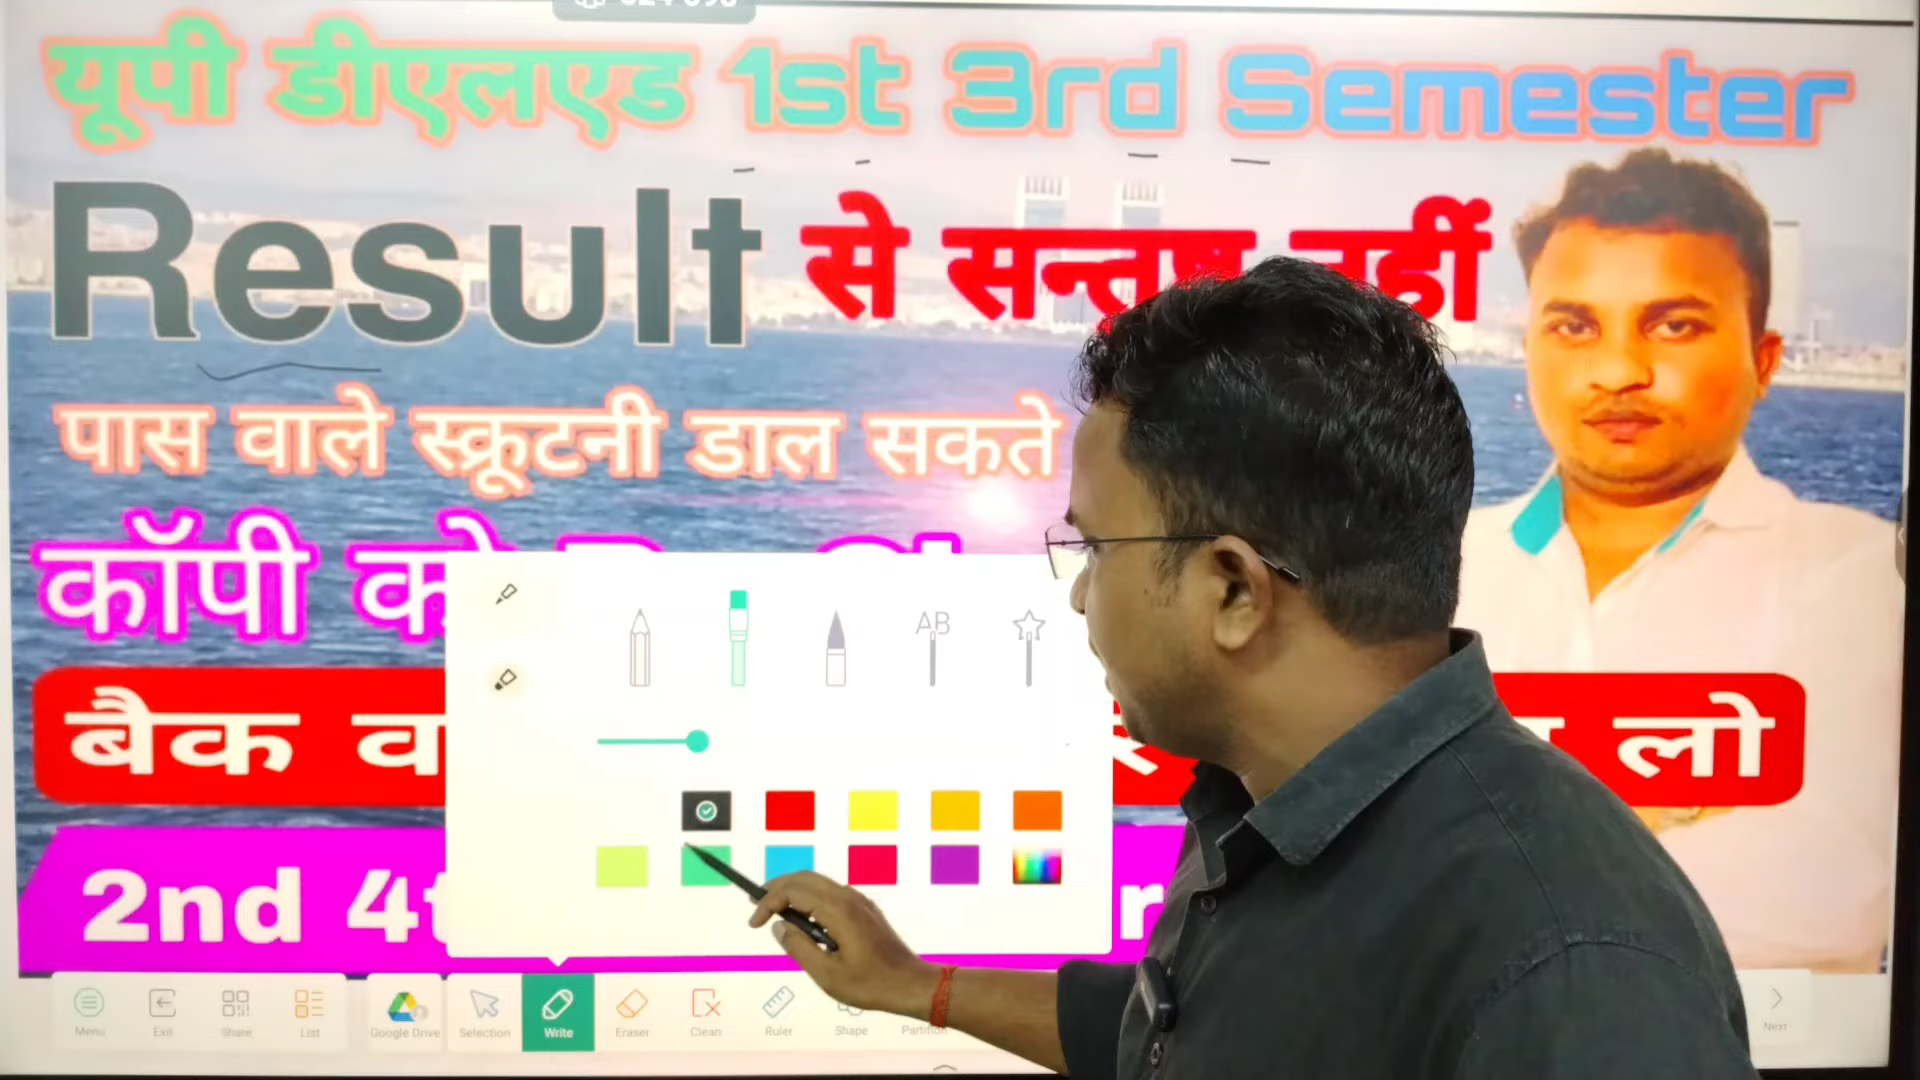 यूपी डीएलएड 1st 3rd Semester
Result से सन्तुष्ट नहीं
पास वाले स्क्रूटनी डाल सकते
कॉपी को
बैक लो
2nd
AB
Menu Exit Share List Google Drive Selection Write Eraser Clean Ruler Shape Partition Next